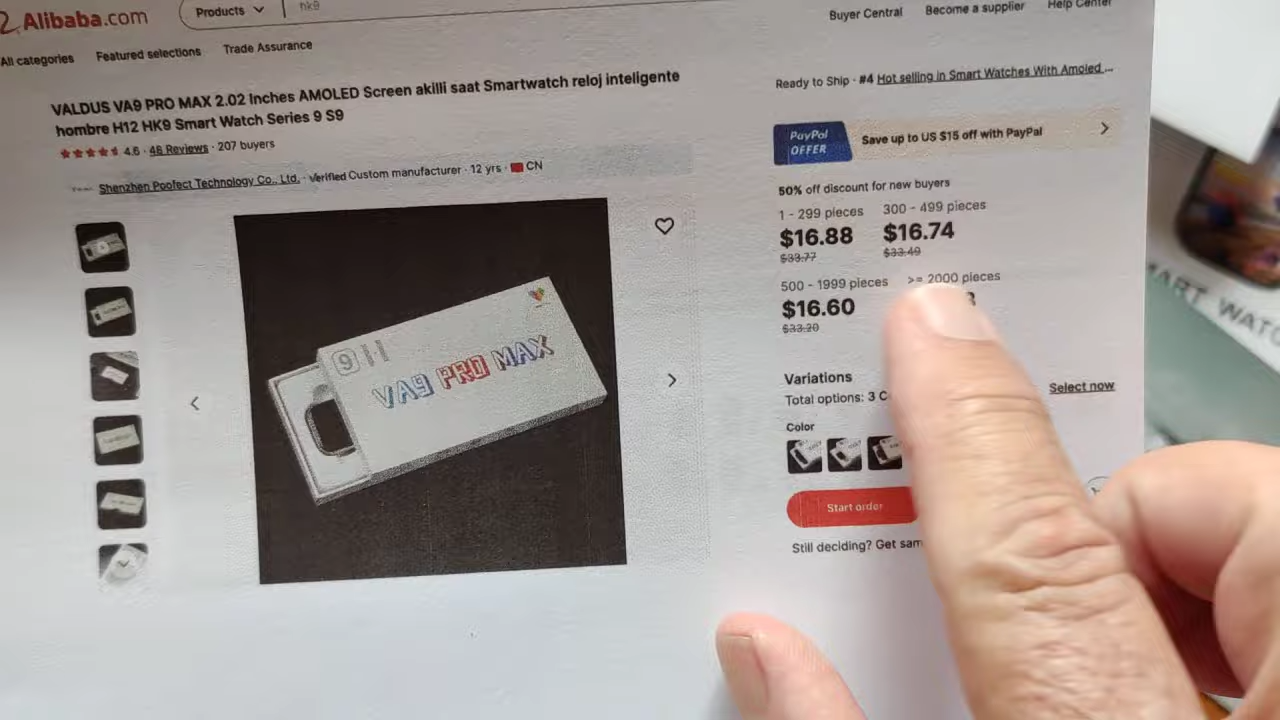 Alibaba.com
Products
hk9
Buyer Central
Become a supplier
Help Center
All categories
Featured selections
Trade Assurance
VALDUS VA9 PRO MAX 2.02 Inches AMOLED Screen akilli saat Smartwatch reloj inteligente
hombre H12 HK9 Smart Watch Series 9 S9
4.6 · 46 Reviews · 207 buyers
Shenzhen Poofect Technology Co., Ltd. · Verified Custom manufacturer · 12 yrs · CN
9
VA9 PRO MAX
Ready to Ship · #4 Hot selling in Smart Watches With Amoled ...
PayPal
OFFER
Save up to US $15 off with PayPal
50% off discount for new buyers
1 - 299 pieces
300 - 499 pieces
$16.88
$16.74
$33.77
$33.49
500 - 1999 pieces
>= 2000 pieces
$16.60
$33.20
Variations
Total options: 3
Select now
Color
Start order
Still deciding? Get